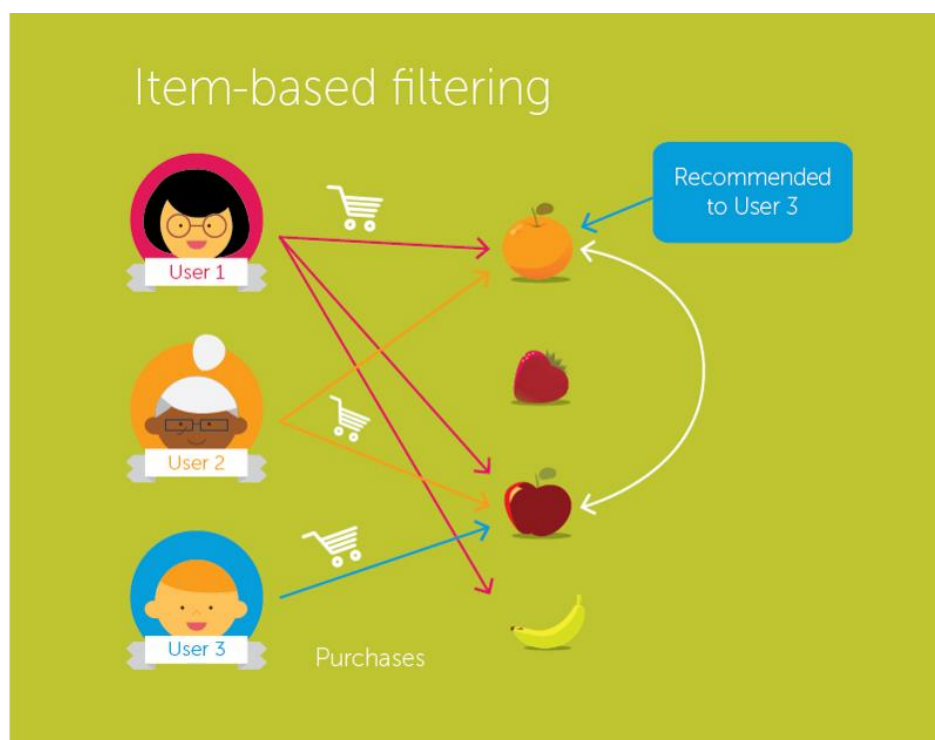 Item-based filtering
Recommended
to User 3
User 1
User 2
User 3
Purchases